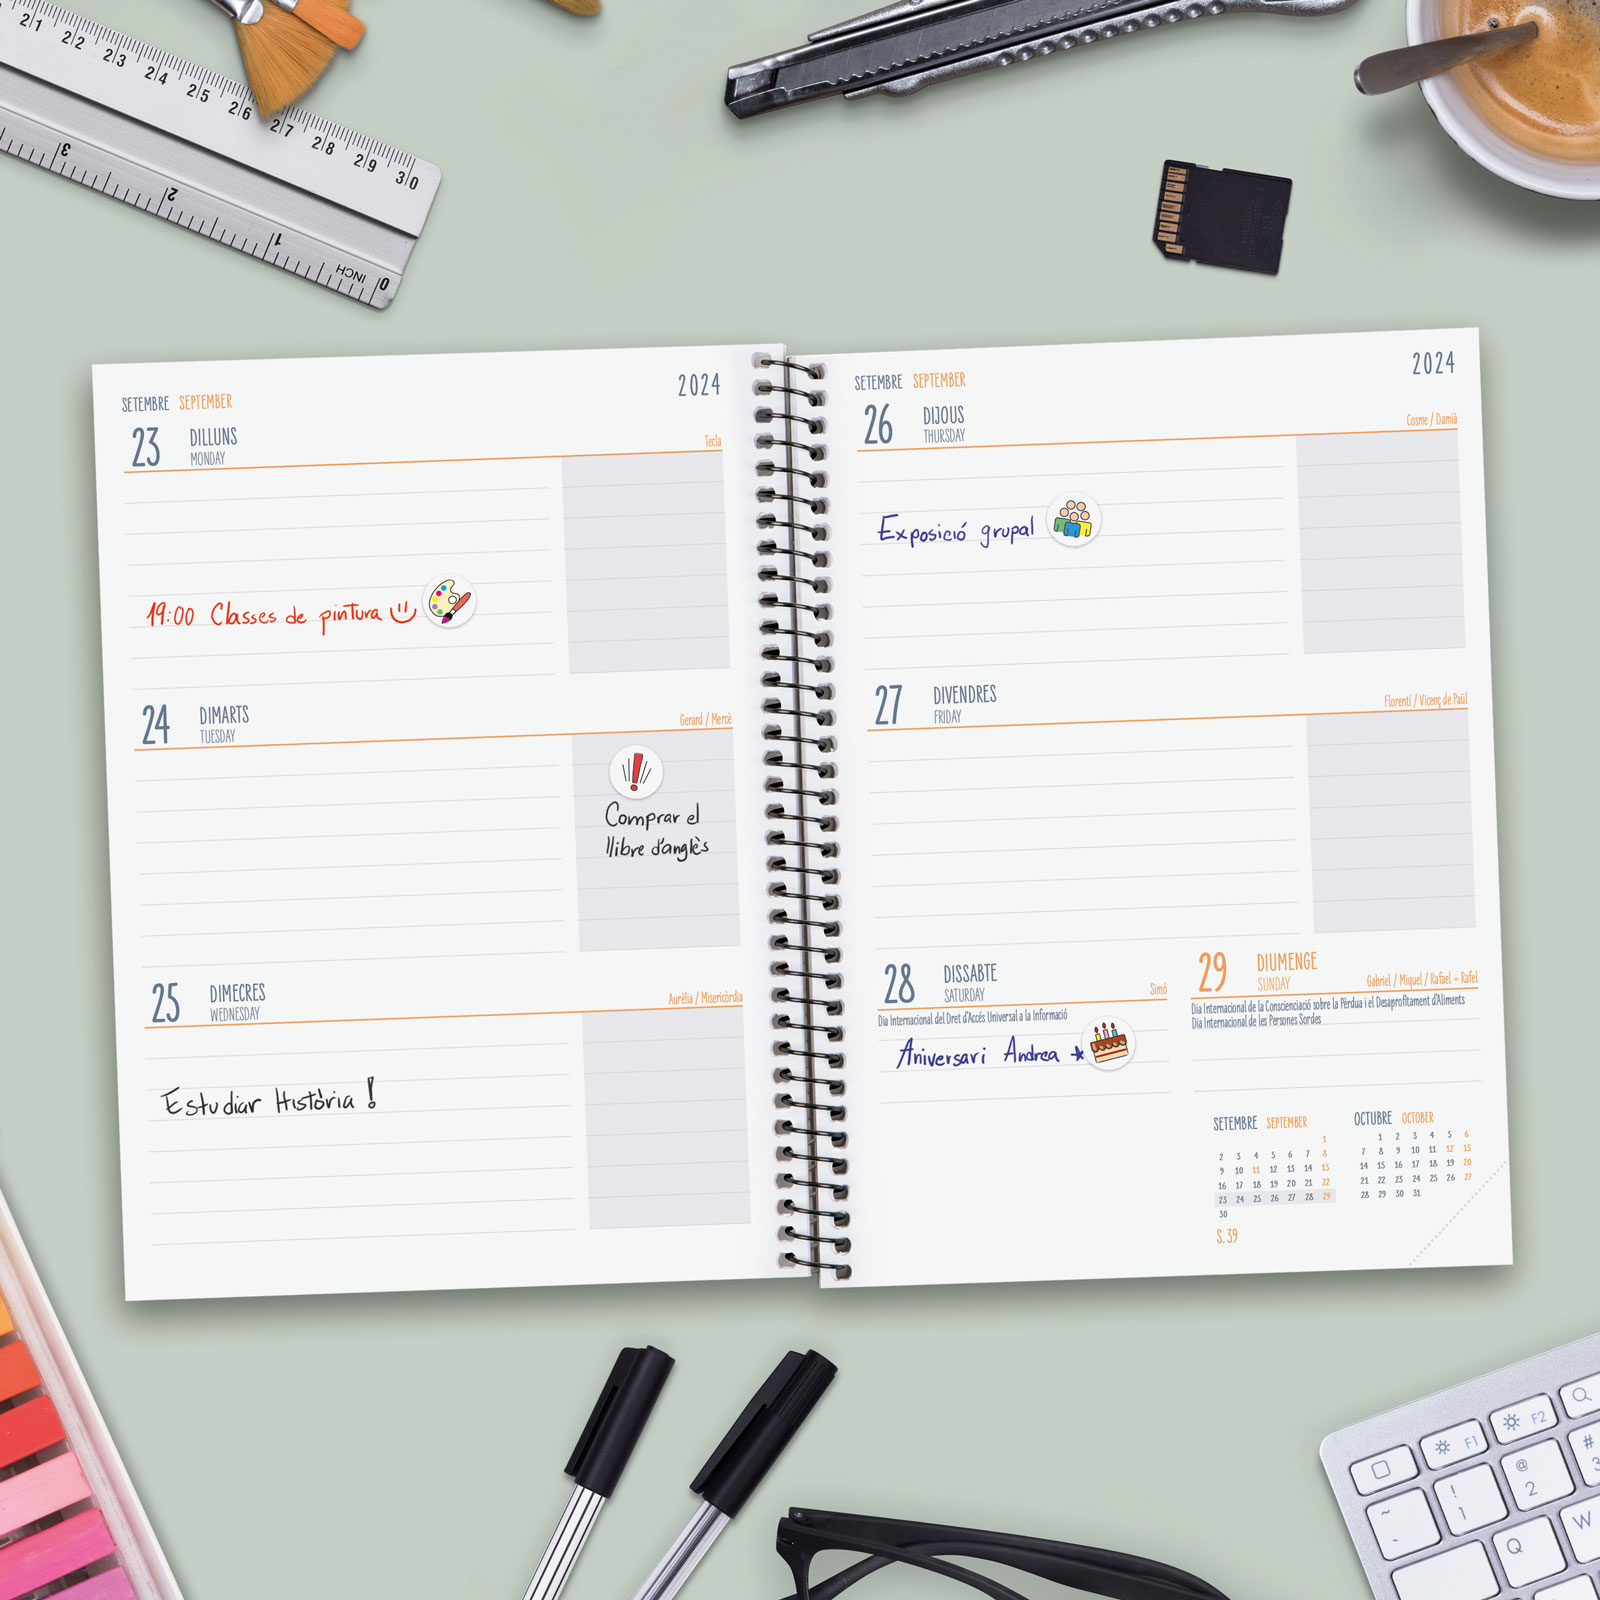 21 22 23 24 25 26 27 28 29 30
3 2 1 0
INCH
SETEMBRE SEPTEMBER 2024
23 DILLUNS
MONDAY
Tecla
19:00 Classes de pintura
24 DIMARTS
TUESDAY
Gerard / Mercè
Comprar el
llibre d'anglès
25 DIMECRES
WEDNESDAY
Aurèlia / Misericòrdia
Estudiar Història !
SETEMBRE SEPTEMBER 2024
26 DIJOUS
THURSDAY
Cosme / Damià
Exposició grupal
27 DIVENDRES
FRIDAY
Florentí / Vicenç de Paül
28 DISSABTE
SATURDAY
Simó
Dia Internacional del Dret d'Accés Universal a la Informació
Aniversari Andrea
29 DIUMENGE
SUNDAY
Gabriel / Miquel / Rafael - Rafel
Dia Internacional de la Conscienciació sobre la Pèrdua i el Desaprofitament d'Aliments
Dia Internacional de les Persones Sordes
SETEMBRE SEPTEMBER
1
2 3 4 5 6 7 8
9 10 11 12 13 14 15
16 17 18 19 20 21 22
23 24 25 26 27 28 29
30
S. 39
OCTUBRE OCTOBER
1 2 3 4 5 6
7 8 9 10 11 12 13
14 15 16 17 18 19 20
21 22 23 24 25 26 27
28 29 30 31
F1 F2
~ ! 1 @ 2 # 3
Q W